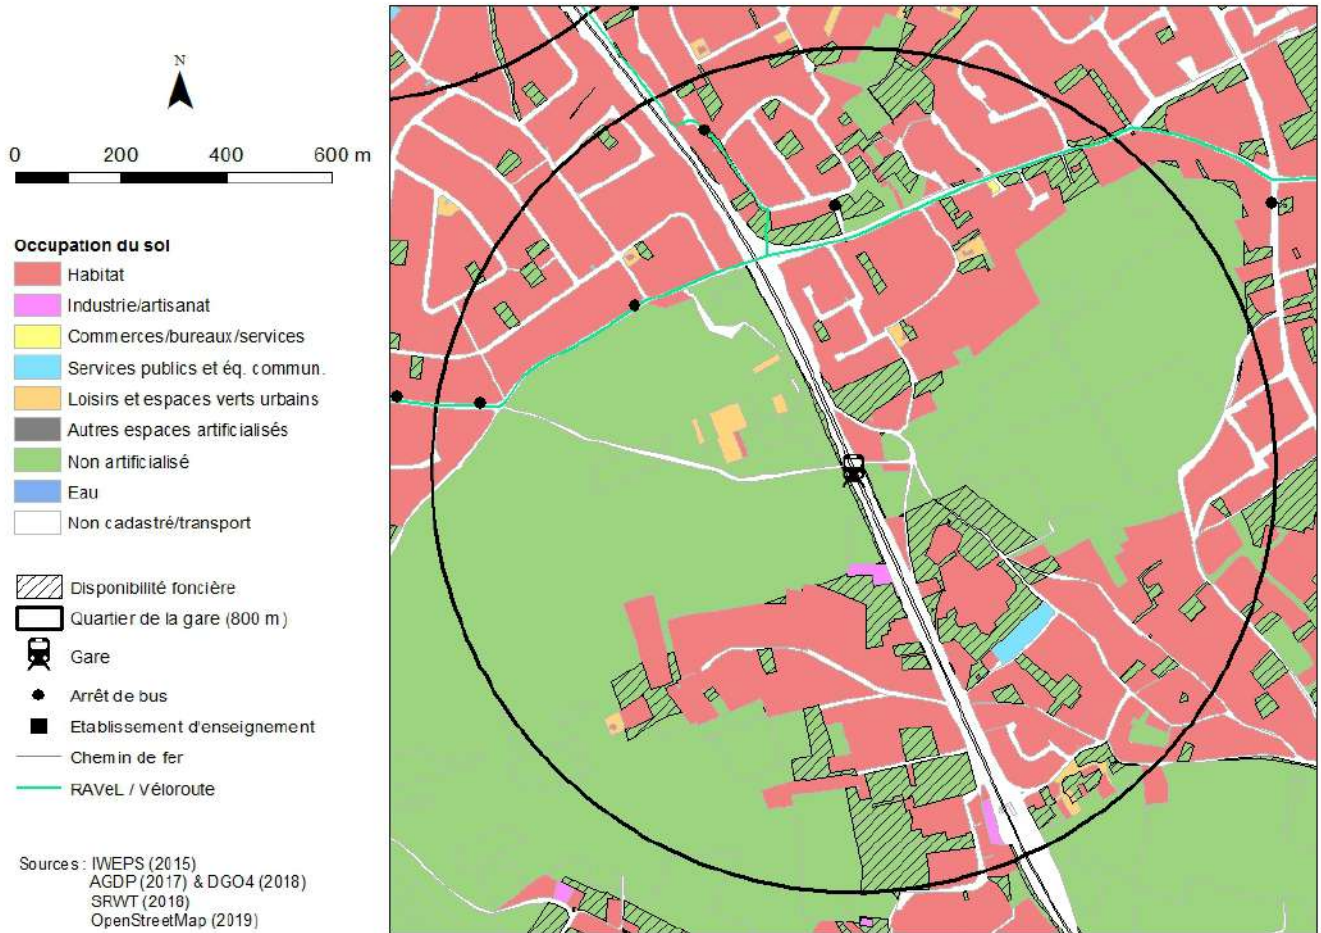 N
0 200 400 600 m
Occupation du sol
Habitat
Industrie/artisanat
Commerces/bureaux/services
Services publics et éq. commun.
Loisirs et espaces verts urbains
Autres espaces artificialisés
Non artificialisé
Eau
Non cadastré/transport
Disponibilité foncière
Quartier de la gare (800 m)
Gare
Arrêt de bus
Etablissement d'enseignement
Chemin de fer
RAVeL / Véloroute
Sources : IWEPS (2015)
AGDP (2017) & DGO4 (2018)
SRWT (2018)
OpenStreetMap (2019)